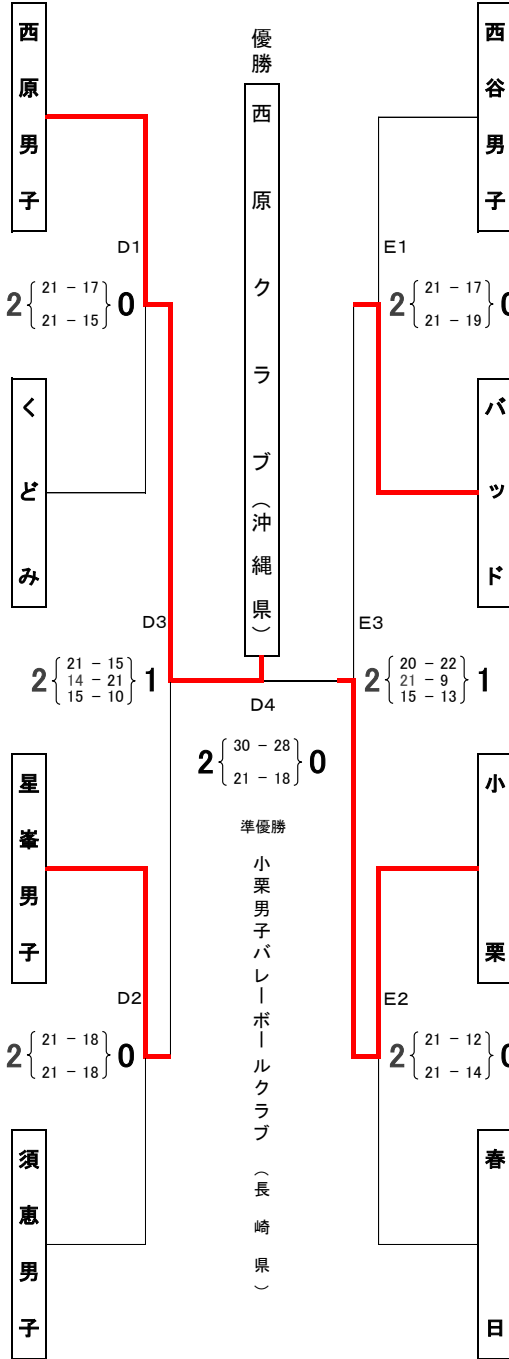 西原男子
D1
2 { 21 - 17 21 - 15 } 0
くどみ
D3
2 { 21 - 15 14 - 21 15 - 10 } 1
星峯男子
D2
2 { 21 - 18 21 - 18 } 0
須恵男子
優勝
西原クラブ（沖縄県）
D4
2 { 30 - 28 21 - 18 } 0
準優勝
小栗男子バレーボールクラブ（長崎県）
西谷男子
E1
2 { 21 - 17 21 - 19 } 0
バッド
E3
2 { 20 - 22 21 - 9 15 - 13 } 1
小栗
E2
2 { 21 - 12 21 - 14 } 0
春日